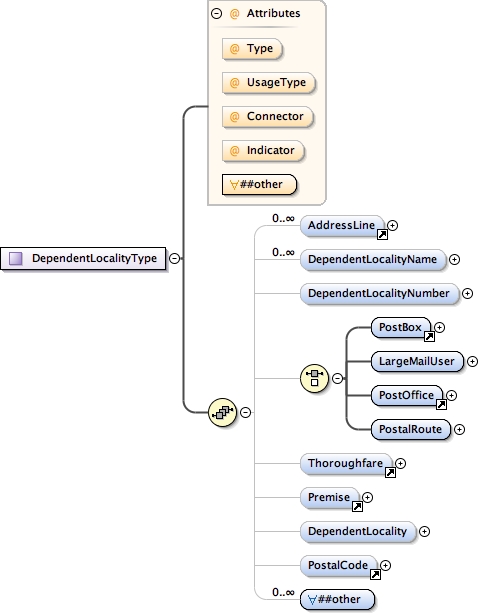 Attributes
@ Type
@ UsageType
@ Connector
@ Indicator
∀##other
DependentLocalityType
0..∞
AddressLine
0..∞
DependentLocalityName
DependentLocalityNumber
PostBox
LargeMailUser
PostOffice
PostalRoute
Thoroughfare
Premise
DependentLocality
PostalCode
0..∞
∀##other